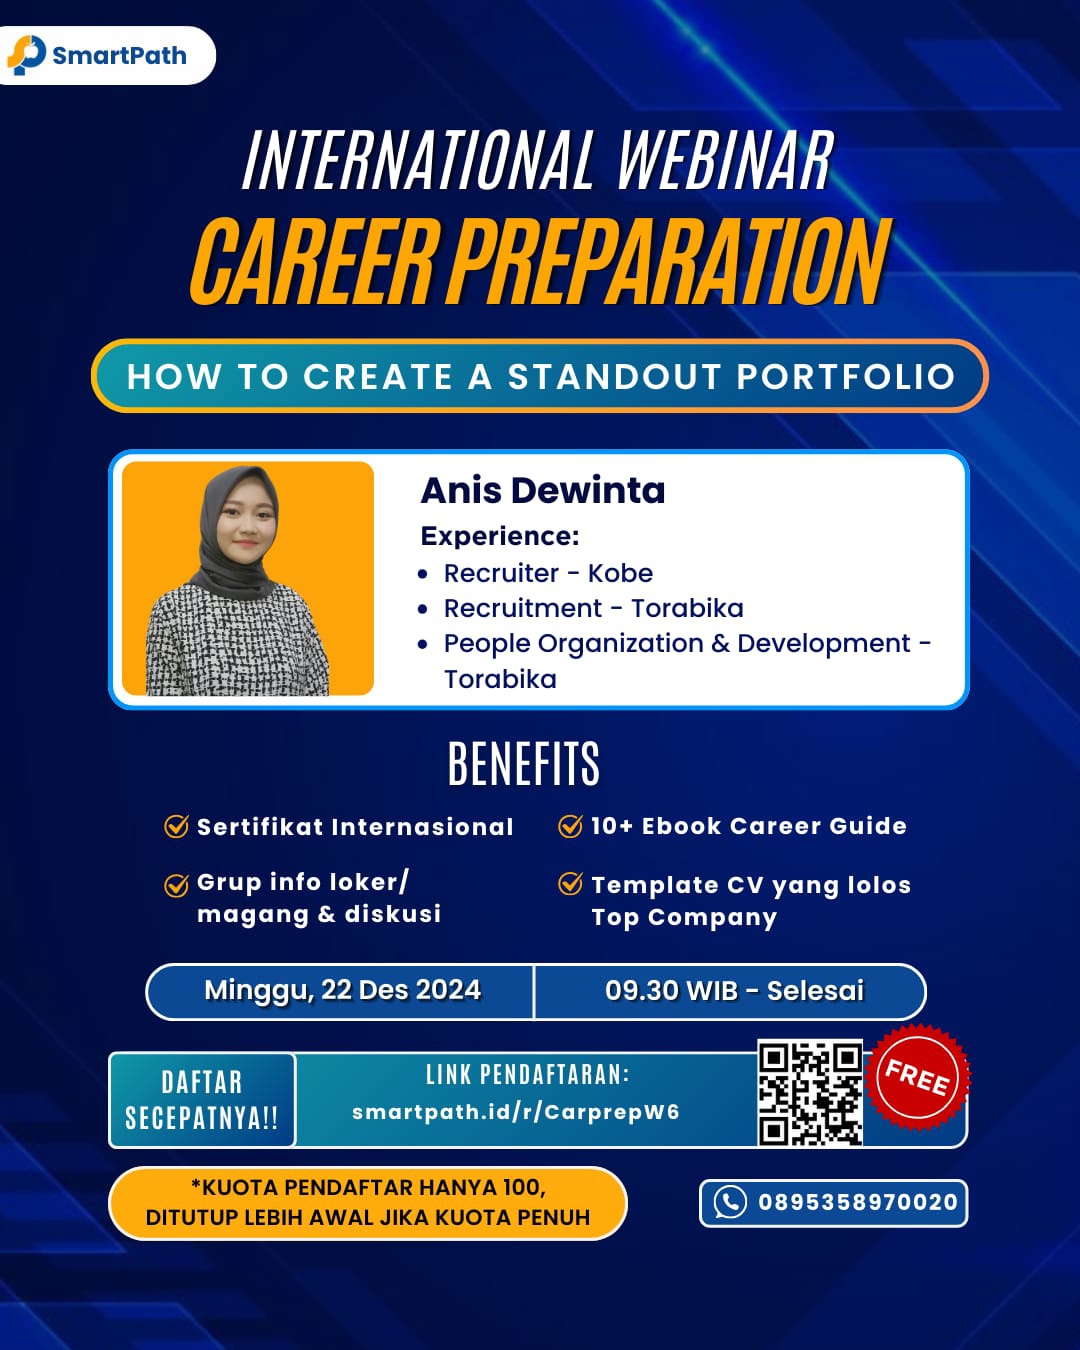 SmartPath
INTERNATIONAL WEBINAR
CAREER PREPARATION
HOW TO CREATE A STANDOUT PORTFOLIO
Anis Dewinta
Experience:
• Recruiter - Kobe
• Recruitment - Torabika
• People Organization & Development -
Torabika
BENEFITS
Sertifikat Internasional
10+ Ebook Career Guide
Grup info loker/
magang & diskusi
Template CV yang lolos
Top Company
Minggu, 22 Des 2024
09.30 WIB - Selesai
DAFTAR
SECEPATNYA!!
LINK PENDAFTARAN:
smartpath.id/r/CarprepW6
FREE
*KUOTA PENDAFTAR HANYA 100,
DITUTUP LEBIH AWAL JIKA KUOTA PENUH
0895358970020